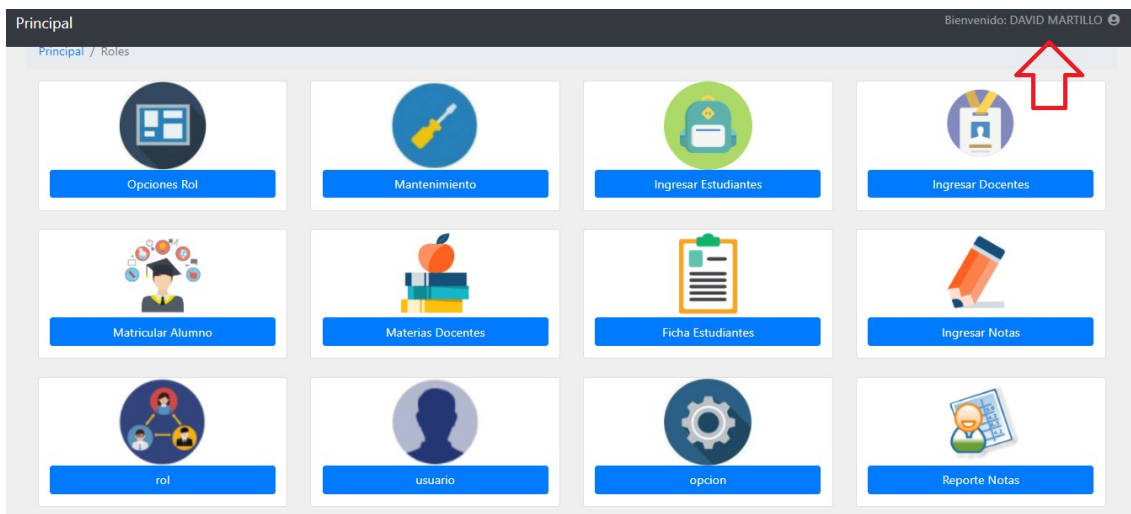 Principal
Bienvenido: DAVID MARTILLO
Principal / Roles
Opciones Rol
Mantenimiento
Ingresar Estudiantes
Ingresar Docentes
Matricular Alumno
Materias Docentes
Ficha Estudiantes
Ingresar Notas
rol
usuario
opcion
Reporte Notas